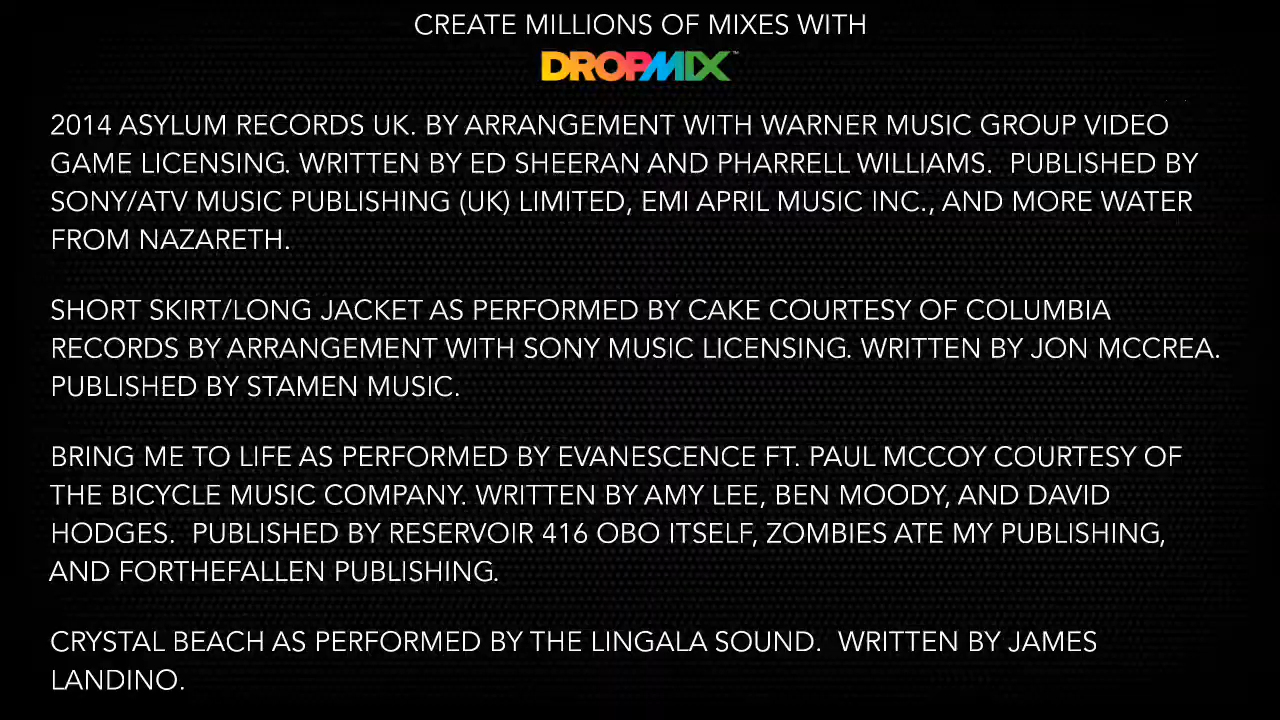 CREATE MILLIONS OF MIXES WITH
DROPMIX™
2014 ASYLUM RECORDS UK. BY ARRANGEMENT WITH WARNER MUSIC GROUP VIDEO
GAME LICENSING. WRITTEN BY ED SHEERAN AND PHARRELL WILLIAMS.  PUBLISHED BY
SONY/ATV MUSIC PUBLISHING (UK) LIMITED, EMI APRIL MUSIC INC., AND MORE WATER
FROM NAZARETH.
SHORT SKIRT/LONG JACKET AS PERFORMED BY CAKE COURTESY OF COLUMBIA
RECORDS BY ARRANGEMENT WITH SONY MUSIC LICENSING. WRITTEN BY JON MCCREA.
PUBLISHED BY STAMEN MUSIC.
BRING ME TO LIFE AS PERFORMED BY EVANESCENCE FT. PAUL MCCOY COURTESY OF
THE BICYCLE MUSIC COMPANY. WRITTEN BY AMY LEE, BEN MOODY, AND DAVID
HODGES.  PUBLISHED BY RESERVOIR 416 OBO ITSELF, ZOMBIES ATE MY PUBLISHING,
AND FORTHEFALLEN PUBLISHING.
CRYSTAL BEACH AS PERFORMED BY THE LINGALA SOUND.  WRITTEN BY JAMES
LANDINO.